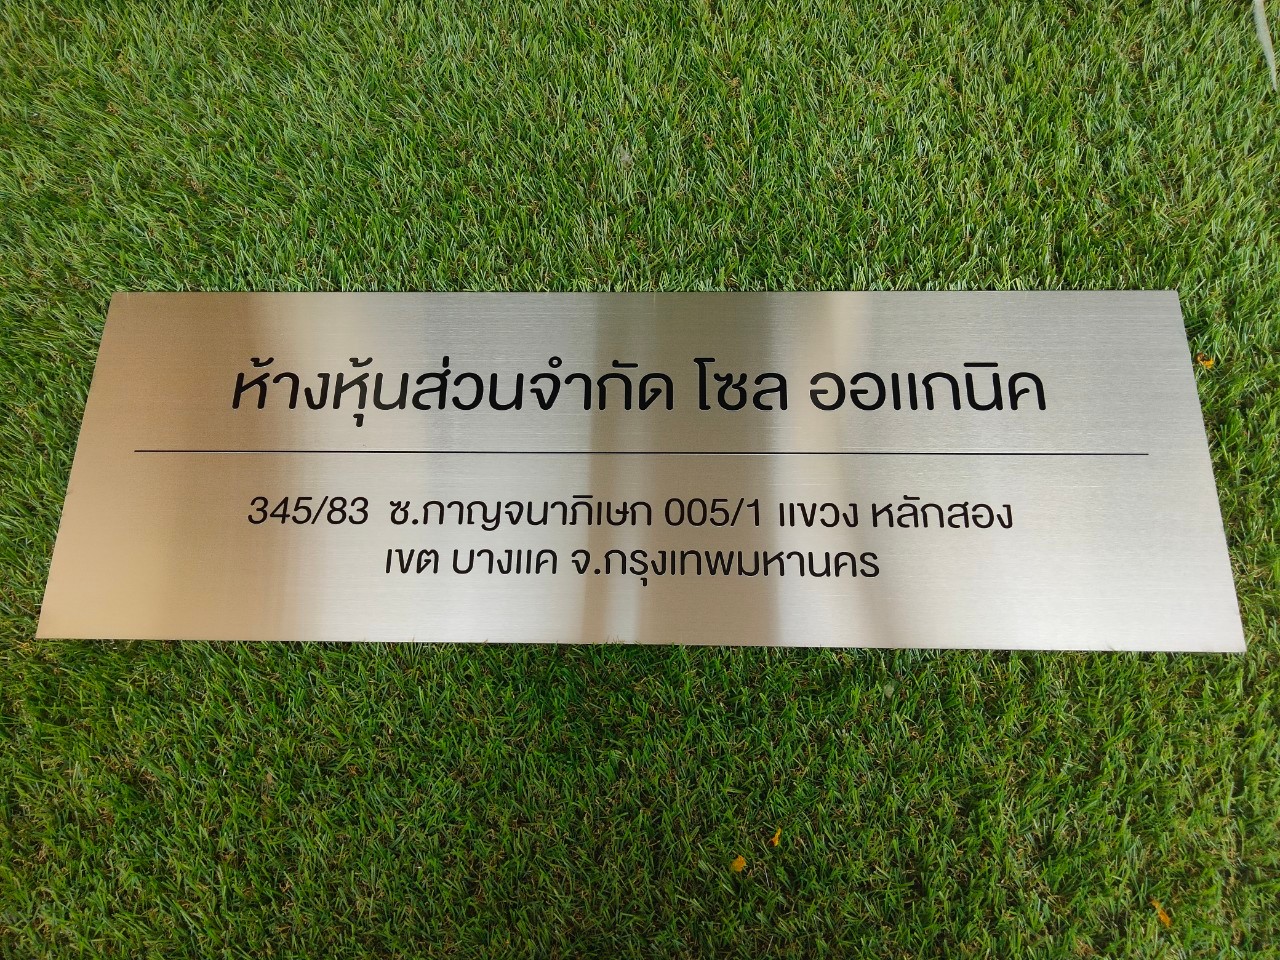 ห้างหุ้นส่วนจำกัด โซล ออแกนิค
345/83 ซ.กาญจนาภิเษก 005/1 แขวง หลักสอง
เขต บางแค จ.กรุงเทพมหานคร